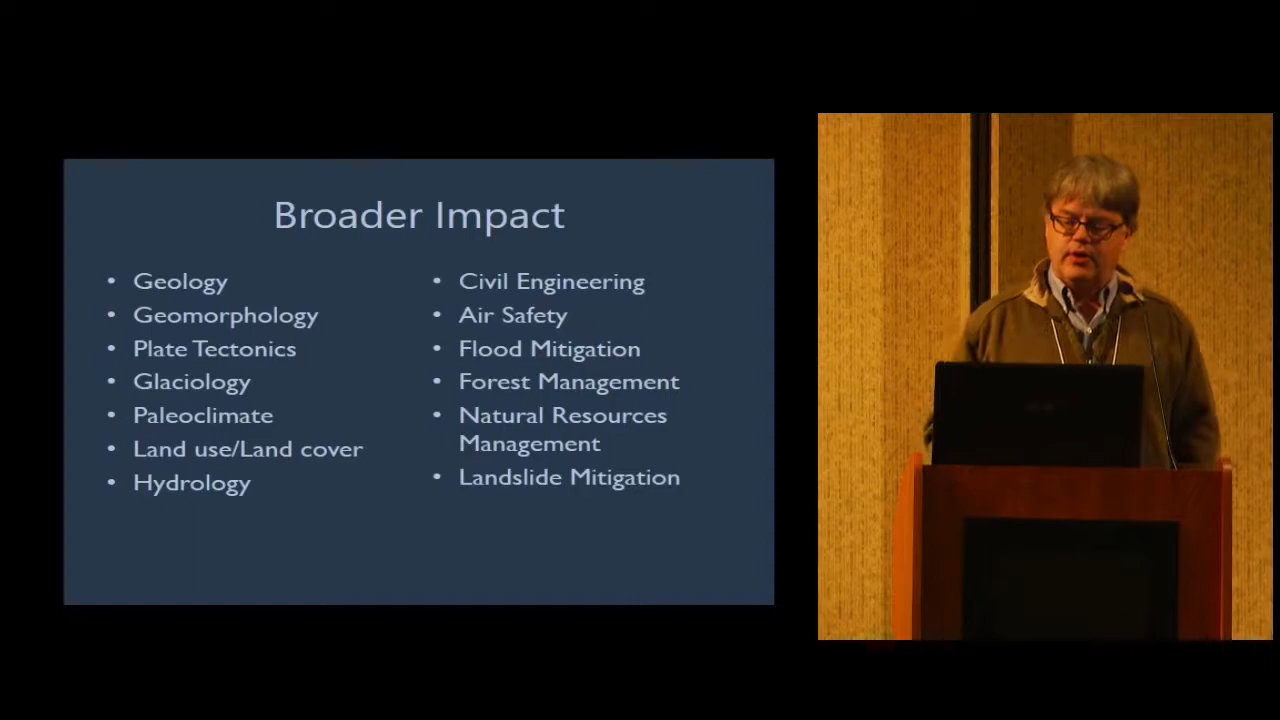 Broader Impact
• Geology
• Geomorphology
• Plate Tectonics
• Glaciology
• Paleoclimate
• Land use/Land cover
• Hydrology
• Civil Engineering
• Air Safety
• Flood Mitigation
• Forest Management
• Natural Resources
Management
• Landslide Mitigation